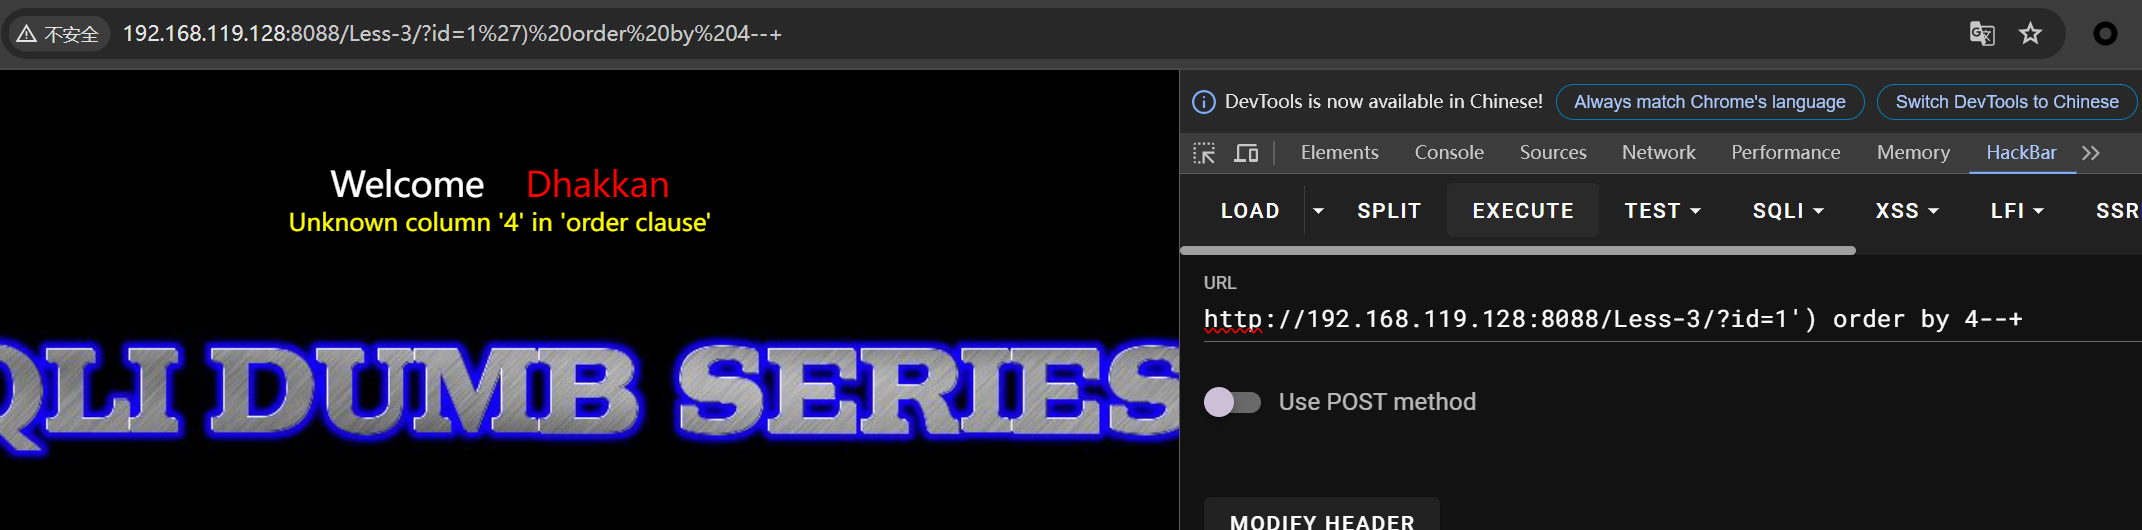 不安全 192.168.119.128:8088/Less-3/?id=1%27)%20order%20by%204--+
Welcome Dhakkan
Unknown column '4' in 'order clause'
QLI DUMB SERIES
DevTools is now available in Chinese! Always match Chrome's language Switch DevTools to Chinese
Elements Console Sources Network Performance Memory HackBar
LOAD SPLIT EXECUTE TEST SQLI XSS LFI SSR
URL
http://192.168.119.128:8088/Less-3/?id=1') order by 4--+
Use POST method
MODIFY HEADER